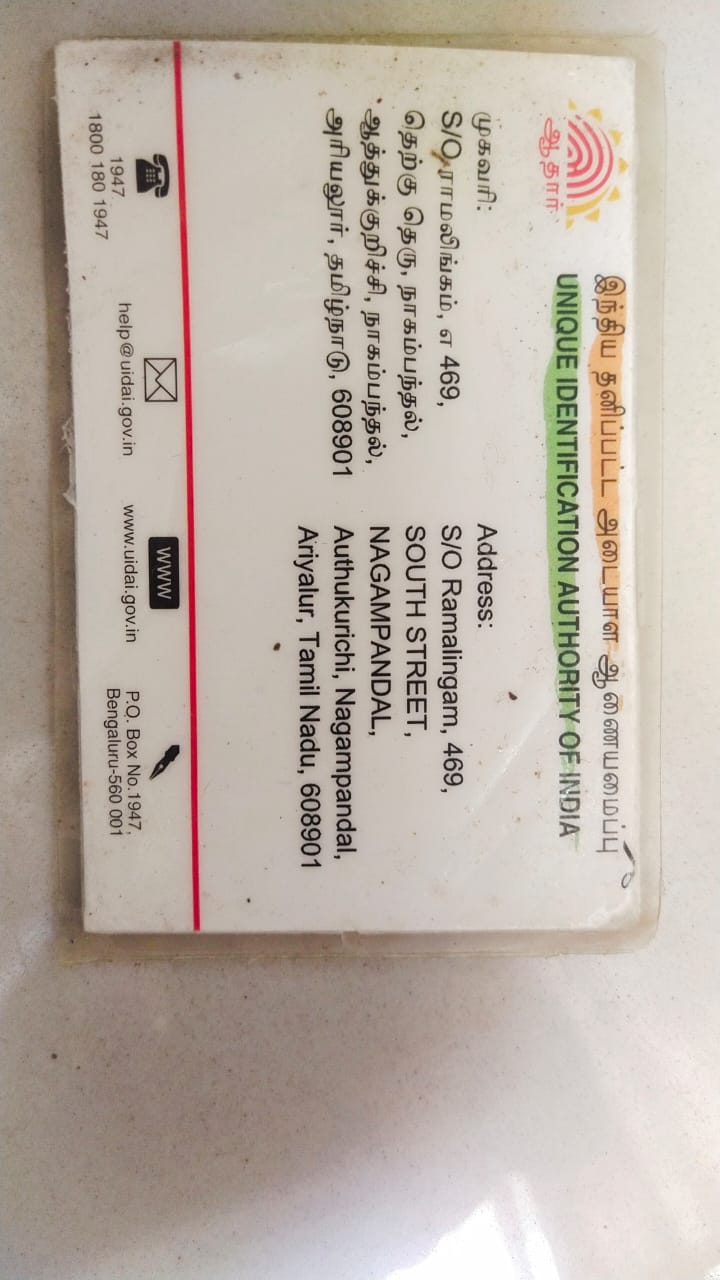 ஆதார்
இந்திய தனிப்பட்ட அடையாள ஆணையமைப்பு
UNIQUE IDENTIFICATION AUTHORITY OF INDIA
முகவரி:
S/O ராமலிங்கம், எ 469,
தெற்கு தெரு, நாகம்பந்தல்,
ஆத்துக்குறிச்சி, நாகம்பந்தல்,
அரியலூர், தமிழ்நாடு, 608901
Address:
S/O Ramalingam, 469,
SOUTH STREET,
NAGAMPANDAL,
Authukurichi, Nagampandal,
Ariyalur, Tamil Nadu, 608901
1947
1800 180 1947
help@uidai.gov.in
WWW
www.uidai.gov.in
P.O. Box No.1947,
Bengaluru-560 001